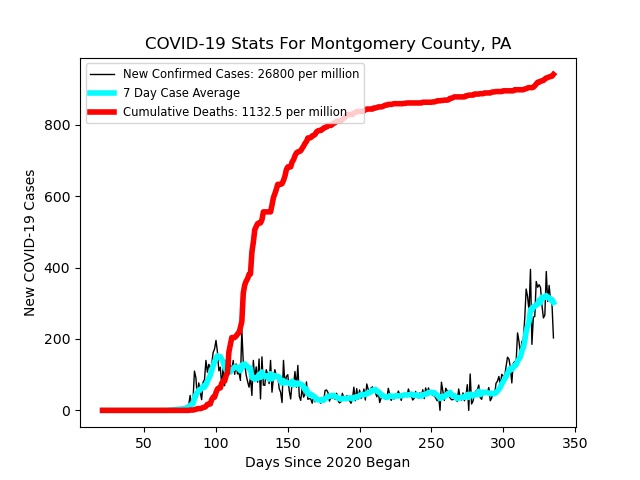 COVID-19 Stats For Montgomery County, PA
New Confirmed Cases: 26800 per million
7 Day Case Average
Cumulative Deaths: 1132.5 per million
New COVID-19 Cases
800
600
400
200
0
50 100 150 200 250 300 350
Days Since 2020 Began